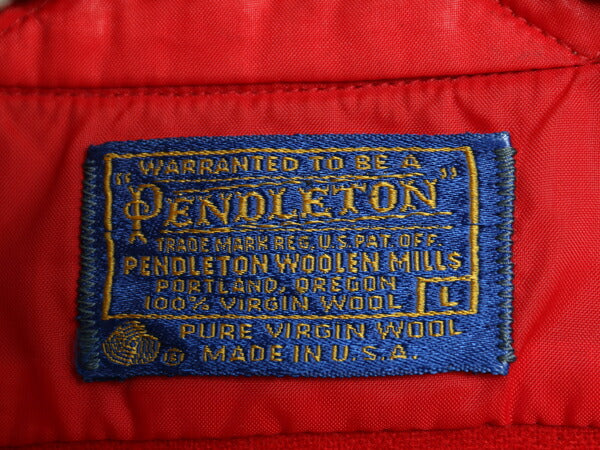 WARRANTED TO BE A
"PENDLETON"
TRADE MARK REG. U.S. PAT. OFF.
PENDLETON WOOLEN MILLS
PORTLAND, OREGON
100% VIRGIN WOOL L
PURE VIRGIN WOOL
® MADE IN U.S.A.